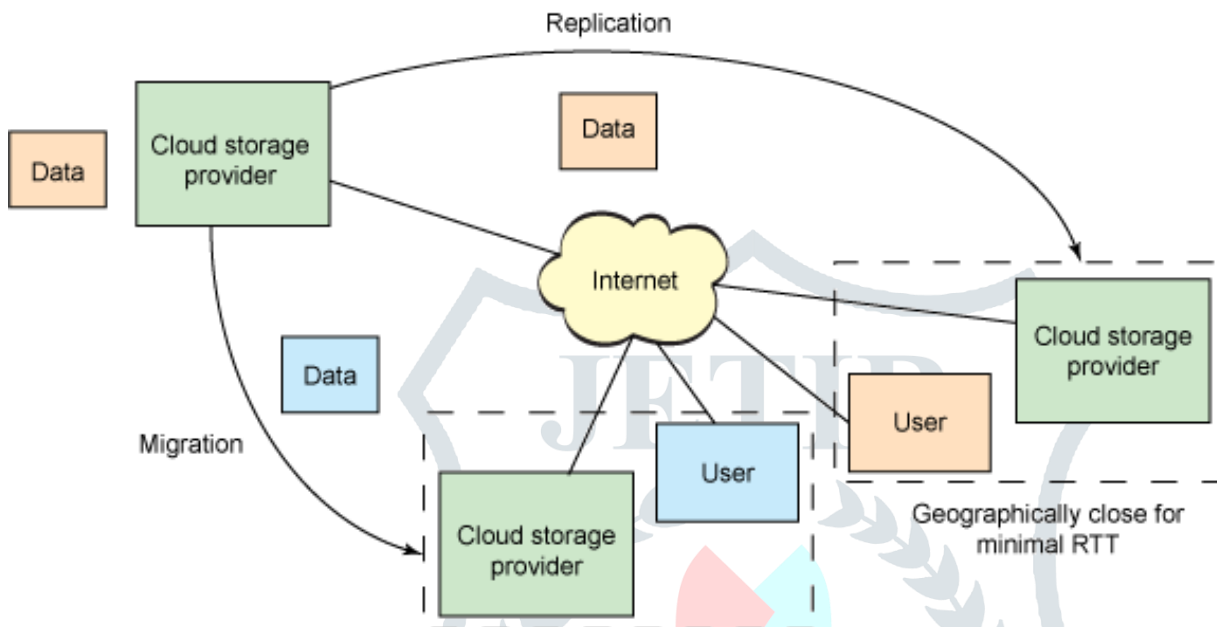 Replication
Cloud storage
provider
Data
Data
Internet
Cloud storage
provider
Data
User
Migration
User
Cloud storage
provider
Geographically close for
minimal RTT
JETIR